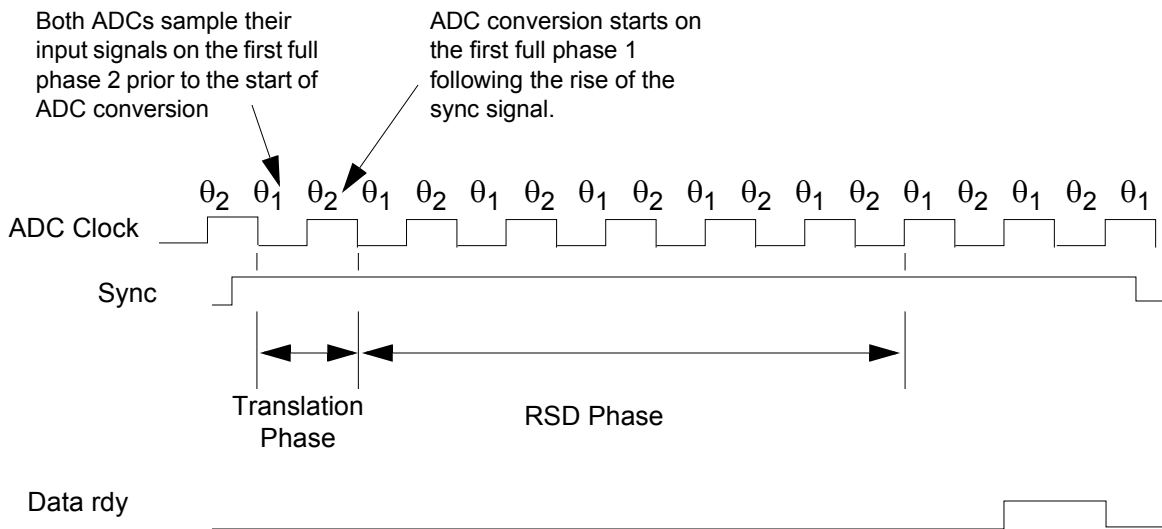 Both ADCs sample their
input signals on the first full
phase 2 prior to the start of
ADC conversion
ADC conversion starts on
the first full phase 1
following the rise of the
sync signal.
θ2 θ1 θ2 θ1 θ2 θ1 θ2 θ1 θ2 θ1 θ2 θ1 θ2 θ1 θ2 θ1 θ2 θ1
ADC Clock
Sync
Translation
Phase
RSD Phase
Data rdy